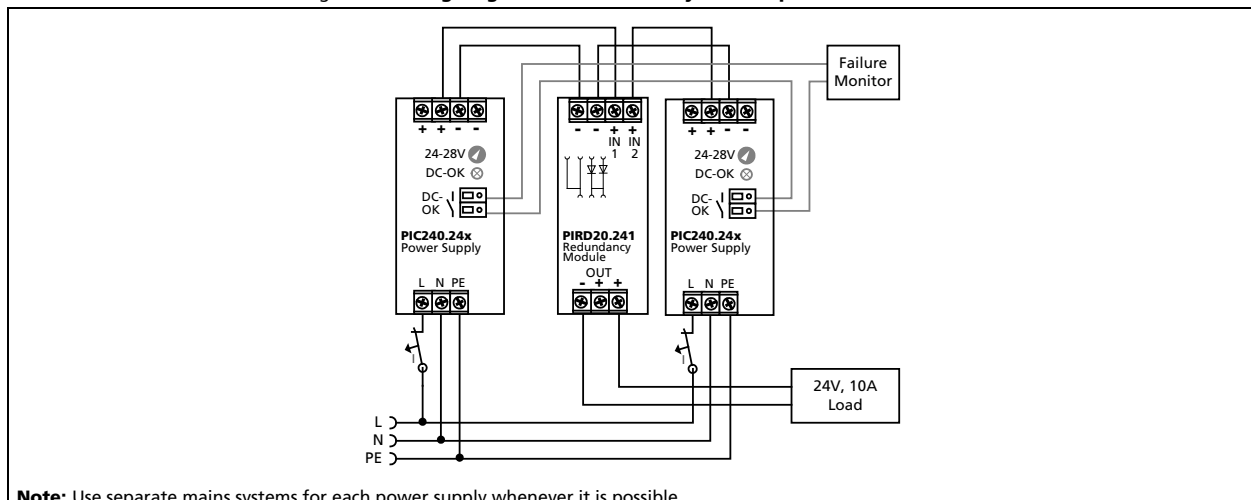 Failure
Monitor
+ + - -
24-28V
DC-OK
DC-
OK
PIC240.24x
Power Supply
L N PE
- - + +
IN IN
1 2
PIRD20.241
Redundancy
Module
OUT
- + +
+ + - -
24-28V
DC-OK
DC-
OK
PIC240.24x
Power Supply
L N PE
I
I
24V, 10A
Load
L
N
PE
Note: Use separate mains systems for each power supply whenever it is possible